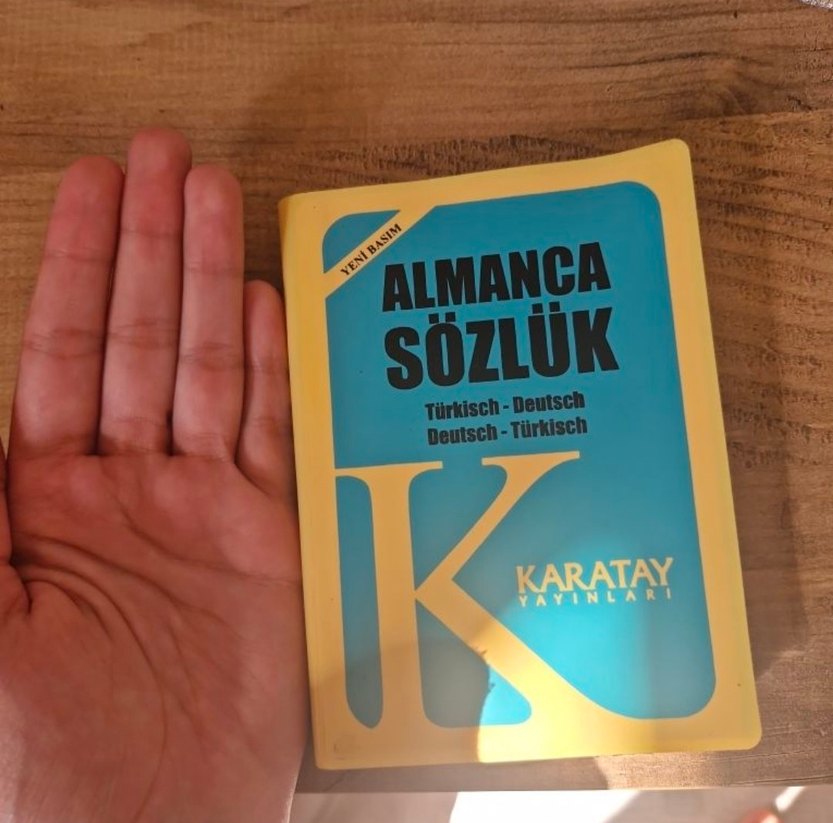 YENİ BASIM
ALMANCA
SÖZLÜK
Türkisch - Deutsch
Deutsch - Türkisch
K
KARATAY
YAYINLARI